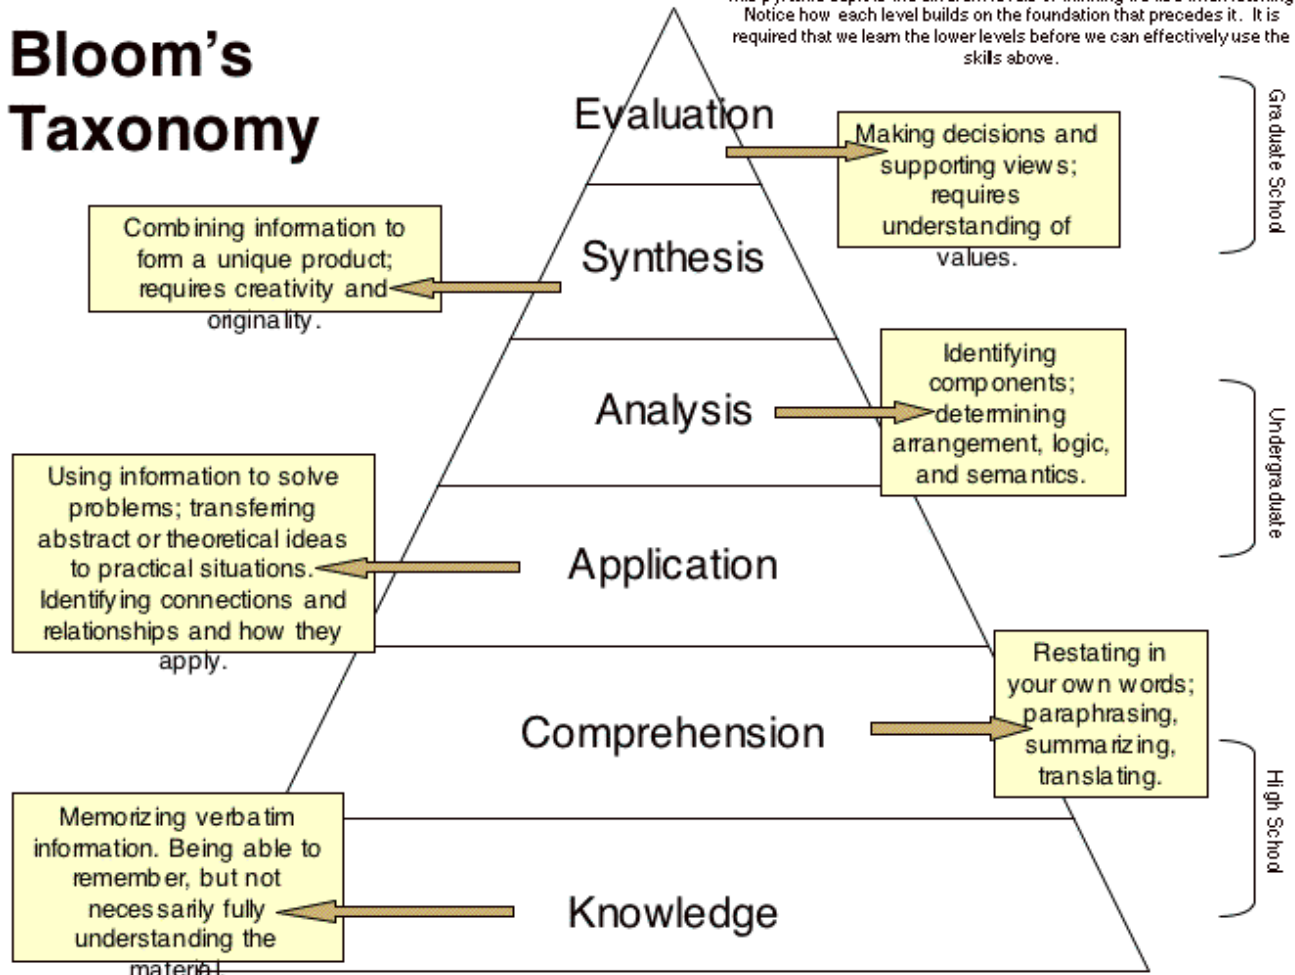 Notice how each level builds on the foundation that precedes it. It is
required that we learn the lower levels before we can effectively use the
skills above.
Bloom's
Taxonomy
Evaluation
Making decisions and
supporting views;
requires
understanding of
values.
Graduate School
Combining information to
form a unique product;
requires creativity and
originality.
Synthesis
Identifying
components;
determining
arrangement, logic,
and semantics.
Analysis
Undergraduate
Using information to solve
problems; transferring
abstract or theoretical ideas
to practical situations.
Identifying connections and
relationships and how they
apply.
Application
Restating in
your own words;
paraphrasing,
summarizing,
translating.
Comprehension
High School
Memorizing verbatim
information. Being able to
remember, but not
necessarily fully
understanding the
material.
Knowledge